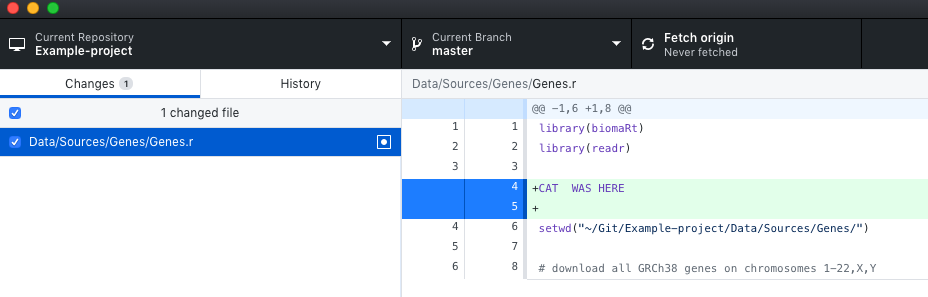 Current Repository
Example-project
Current Branch
master
Fetch origin
Never fetched
Changes 1
History
1 changed file
Data/Sources/Genes/Genes.r
Data/Sources/Genes/Genes.r
@@ -1,6 +1,8 @@
1 1 library(biomaRt)
2 2 library(readr)
3 3
4 +CAT  WAS HERE
5 +
4 6 setwd("~/Git/Example-project/Data/Sources/Genes/")
5 7
6 8 # download all GRCh38 genes on chromosomes 1-22,X,Y